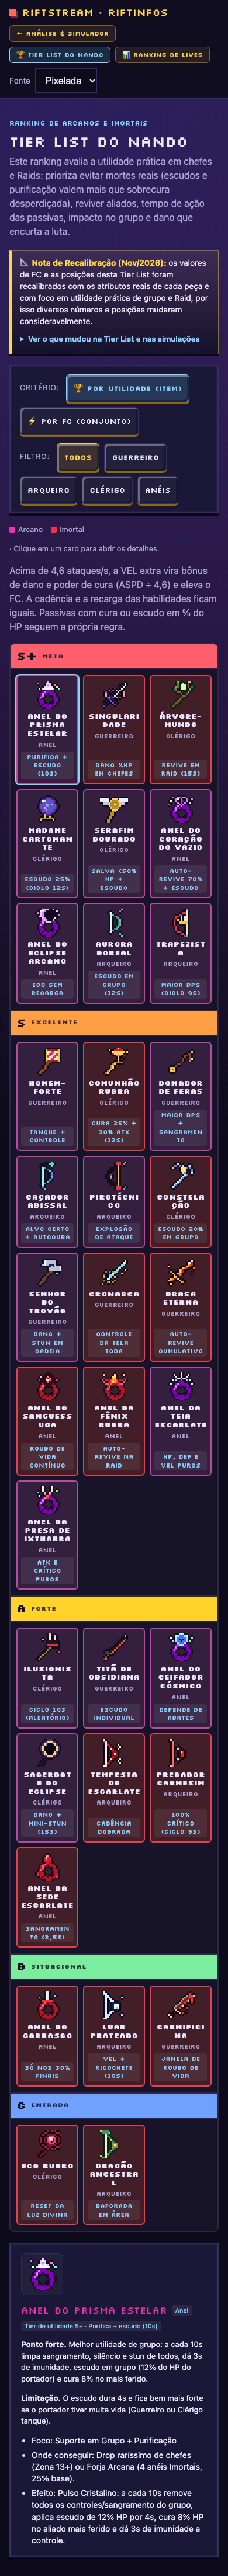 RIFTSTREAM · RIFTINFOS
← ANÁLISE & SIMULADOR
🏆 TIER LIST DO NANDO
📊 RANKING DE LIVES
Fonte
Pixelada
RANKING DE ARCANOS E IMORTAIS
TIER LIST DO NANDO
Este ranking avalia a utilidade prática em
grupo: prioriza evitar mortes reais (escudos e
purificação valem mais que sobrecura
desperdiçada), reviver aliados, tempo de ação
das passivas, impacto no grupo e dano que
encurta a luta.
📐 Nota de Recalibração (Nov/2026): os valores
de FC e as posições desta Tier List foram
recalibrados com os atributos reais de cada peça e
foco em utilidade prática de grupo e Raid, por
isso diversos números e posições mudaram
consideravelmente.
▶ Ver o que mudou na Tier List e nas simulações
CRITÉRIO:
🏆 POR UTILIDADE (ITEM)
⚡ POR FC (CONJUNTO)
FILTRO:
TODOS
GUERREIRO
ARQUEIRO
CLÉRIGO
ANÉIS
Arcano
Imortal
· Clique em um card para abrir os detalhes.
Acima de 4,6 ataques/s, a VEL extra vira bônus
de dano e poder de cura (ASPD ÷ 4,6) e eleva o
FC. A cadência e a recarga das habilidades ficam
iguais. Passivas com cura ou escudo em % do
HP seguem a própria regra.
S+ META
ANEL DO
PRISMA
ESTELAR
ANEL
PURIFICA +
ESCUDO
(10S)
SINGULARI
DADE
GUERREIRO
DANO %HP
EM CHEFES
ÁRVORE-
MUNDO
CLÉRIGO
REVIVE EM
RAID (15S)
MADAME
CARTOMAN
TE
CLÉRIGO
ESCUDO 25%
(CICLO 12S)
SERAFIM
DOURADO
CLÉRIGO
SALVA (50%
HP +
ESCUDO
ANEL DO
CORAÇÃO
DO VAZIO
ANEL
AUTO-
REVIVE 70%
+ ESCUDO
ANEL DO
ECLIPSE
ARCANO
ANEL
ECO SEM
RECARGA
AURORA
BOREAL
ARQUEIRO
ESCUDO EM
GRUPO
(12S)
TRAPEZIST
A
ARQUEIRO
MAIOR DPS
(CICLO 9S)
S EXCELENTE
HOMEM-
FORTE
GUERREIRO
TANQUE +
CONTROLE
COMUNHÃO
RUBRA
CLÉRIGO
CURA 25% +
30% ATK
(12S)
DOMADOR
DE FERAS
GUERREIRO
MAIOR DPS
+
SANGRAMEN
TO
CAÇADOR
ABISSAL
ARQUEIRO
ALVO CERTO
+ AUTOCURA
PIROTÉCNI
CO
ARQUEIRO
EXPLOSÃO
DE ATAQUE
CONSTELA
ÇÃO
CLÉRIGO
ESCUDO 20%
EM GRUPO
SENHOR
DO
TROVÃO
GUERREIRO
DANO +
STUN EM
CADEIA
CRONARCA
GUERREIRO
CONTROLE
DA TELA
TODA
BRASA
ETERNA
GUERREIRO
AUTO-
REVIVE
CUMULATIVO
ANEL DO
SANGUESS
UGA
ANEL
ROUBO DE
VIDA
CONTÍNUO
ANEL DA
FÊNIX
RUBRA
ANEL
AUTO-
REVIVE NA
RAID
ANEL DA
TEIA
ESCARLATE
ANEL
HP, DEF E
VEL PUROS
ANEL DA
PRESA DE
IXTHARRA
ANEL
ATK E
CRÍTICO
PUROS
A FORTE
ILUSIONIS
TA
CLÉRIGO
CICLO 10S
(ALEATÓRIO)
TITÃ DE
OBSIDIANA
GUERREIRO
ESCUDO
INDIVIDUAL
ANEL DO
CEIFADOR
CÓSMICO
ANEL
DEPENDE DE
ABATES
SACERDOT
E DO
ECLIPSE
CLÉRIGO
DANO +
MINI-STUN
(15S)
TEMPESTA
DE
ESCARLATE
ARQUEIRO
CADÊNCIA
DOBRADA
PREDADOR
CARMESIM
ARQUEIRO
100%
CRÍTICO
(CICLO 9S)
ANEL DA
SEDE
ESCARLATE
ANEL
SANGRAMEN
TO (2,5S)
B SITUACIONAL
ANEL DO
CARRASCO
ANEL
SÓ NOS 30%
FINAIS
LUAR
PRATEADO
ARQUEIRO
VEL +
RICOCHETE
(10S)
CARNIFICI
NA
GUERREIRO
JANELA DE
ROUBO DE
VIDA
C ENTRADA
ECO RUBRO
CLÉRIGO
RESET DA
LUZ DIVINA
DRAGÃO
ANCESTRA
L
ARQUEIRO
BAFORADA
EM ÁREA
ANEL DO PRISMA ESTELAR Anel
Tier de utilidade S+ · Purifica + escudo (10s)
Ponto forte. Melhor utilidade de grupo: a cada 10s
limpa sangramento, silêncio e stun de todos, dá 3s
de imunidade, escudo em grupo (12% do HP do
portador) e cura 8% no mais ferido.
Limitação. O escudo dura 4s e fica bem mais forte
se o portador tiver muita vida (Guerreiro ou Clérigo
tanque).
• Foco: Suporte em Grupo + Purificação
• Onde conseguir: Drop raríssimo de chefes
(Zona 13+) ou Forja Arcana (4 anéis Imortais,
25% base).
• Efeito: Pulso Cristalino: a cada 10s remove
todos os controles/sangramento do grupo,
aplica escudo de 12% HP por 4s, cura 8% HP
no aliado mais ferido e dá 3s de imunidade a
controle.